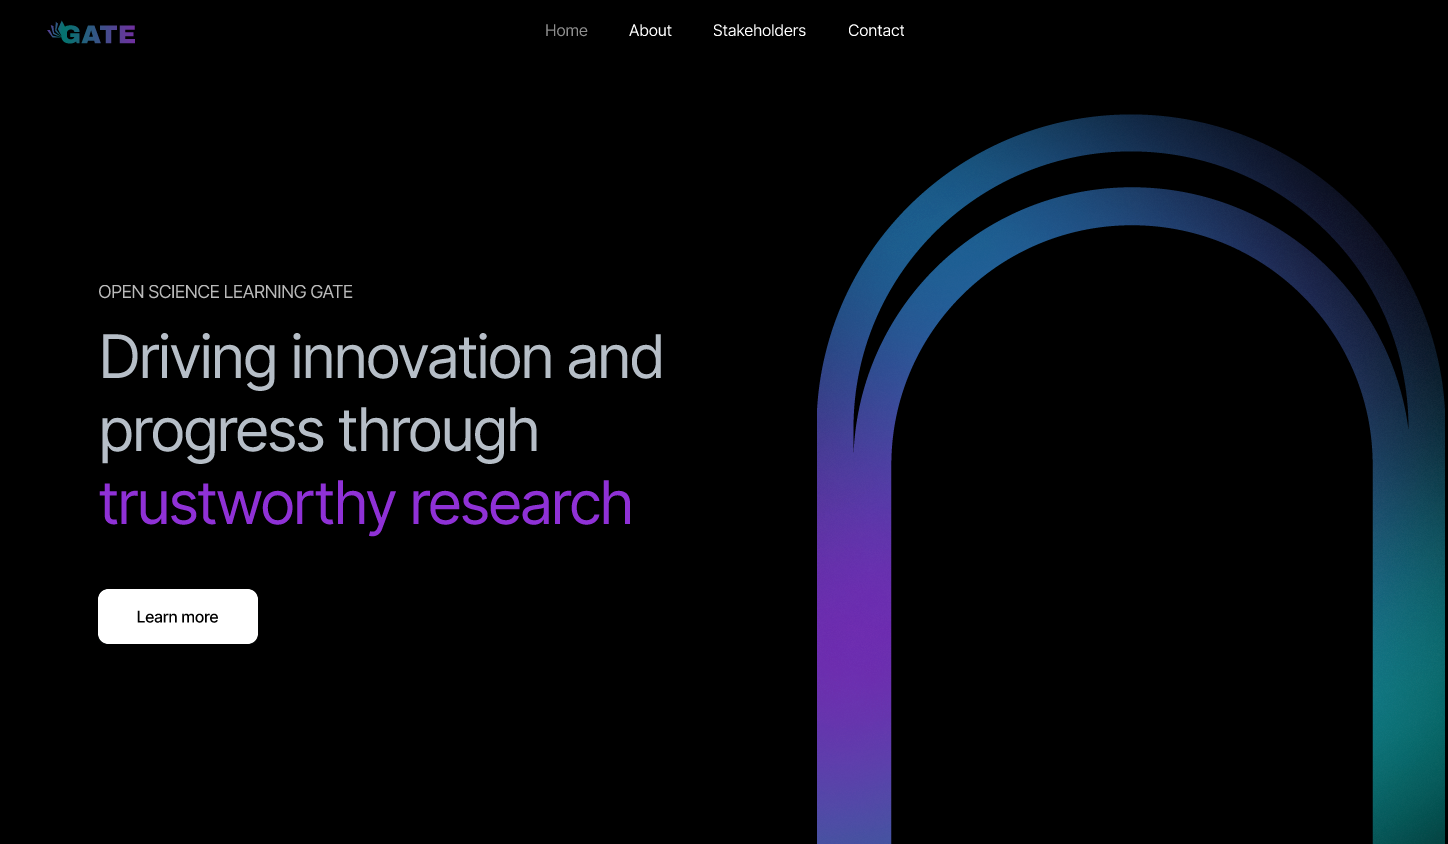 GATE
Home
About
Stakeholders
Contact
OPEN SCIENCE LEARNING GATE
Driving innovation and
progress through
trustworthy research
Learn more